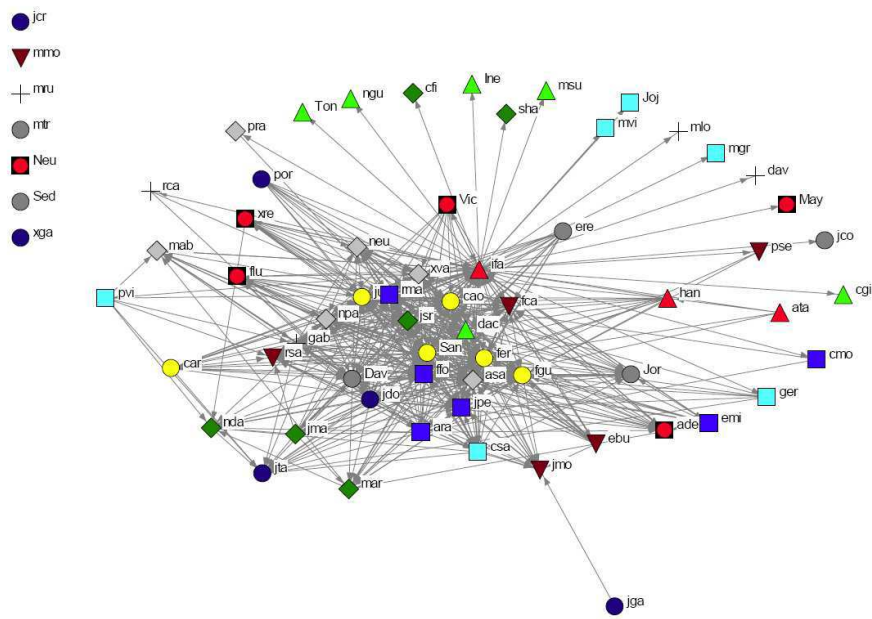 jcr
mmo
mru
mtr
Neu
Sed
xga
Ton
ngu
cfi
lne
msu
sha
Joj
mvi
mlo
mgr
dav
May
jco
pra
por
rca
xre
Vic
ere
neu
mab
flu
xva
ifa
pse
cgi
pvi
rma
cao
fca
han
ata
npa
jsr
dac
gab
rsa
San
fer
cmo
car
Dav
ffo
asa
fgu
Jor
jdo
jpe
ger
nda
jma
ara
csa
ebu
ade
emi
jta
mar
jmo
jga